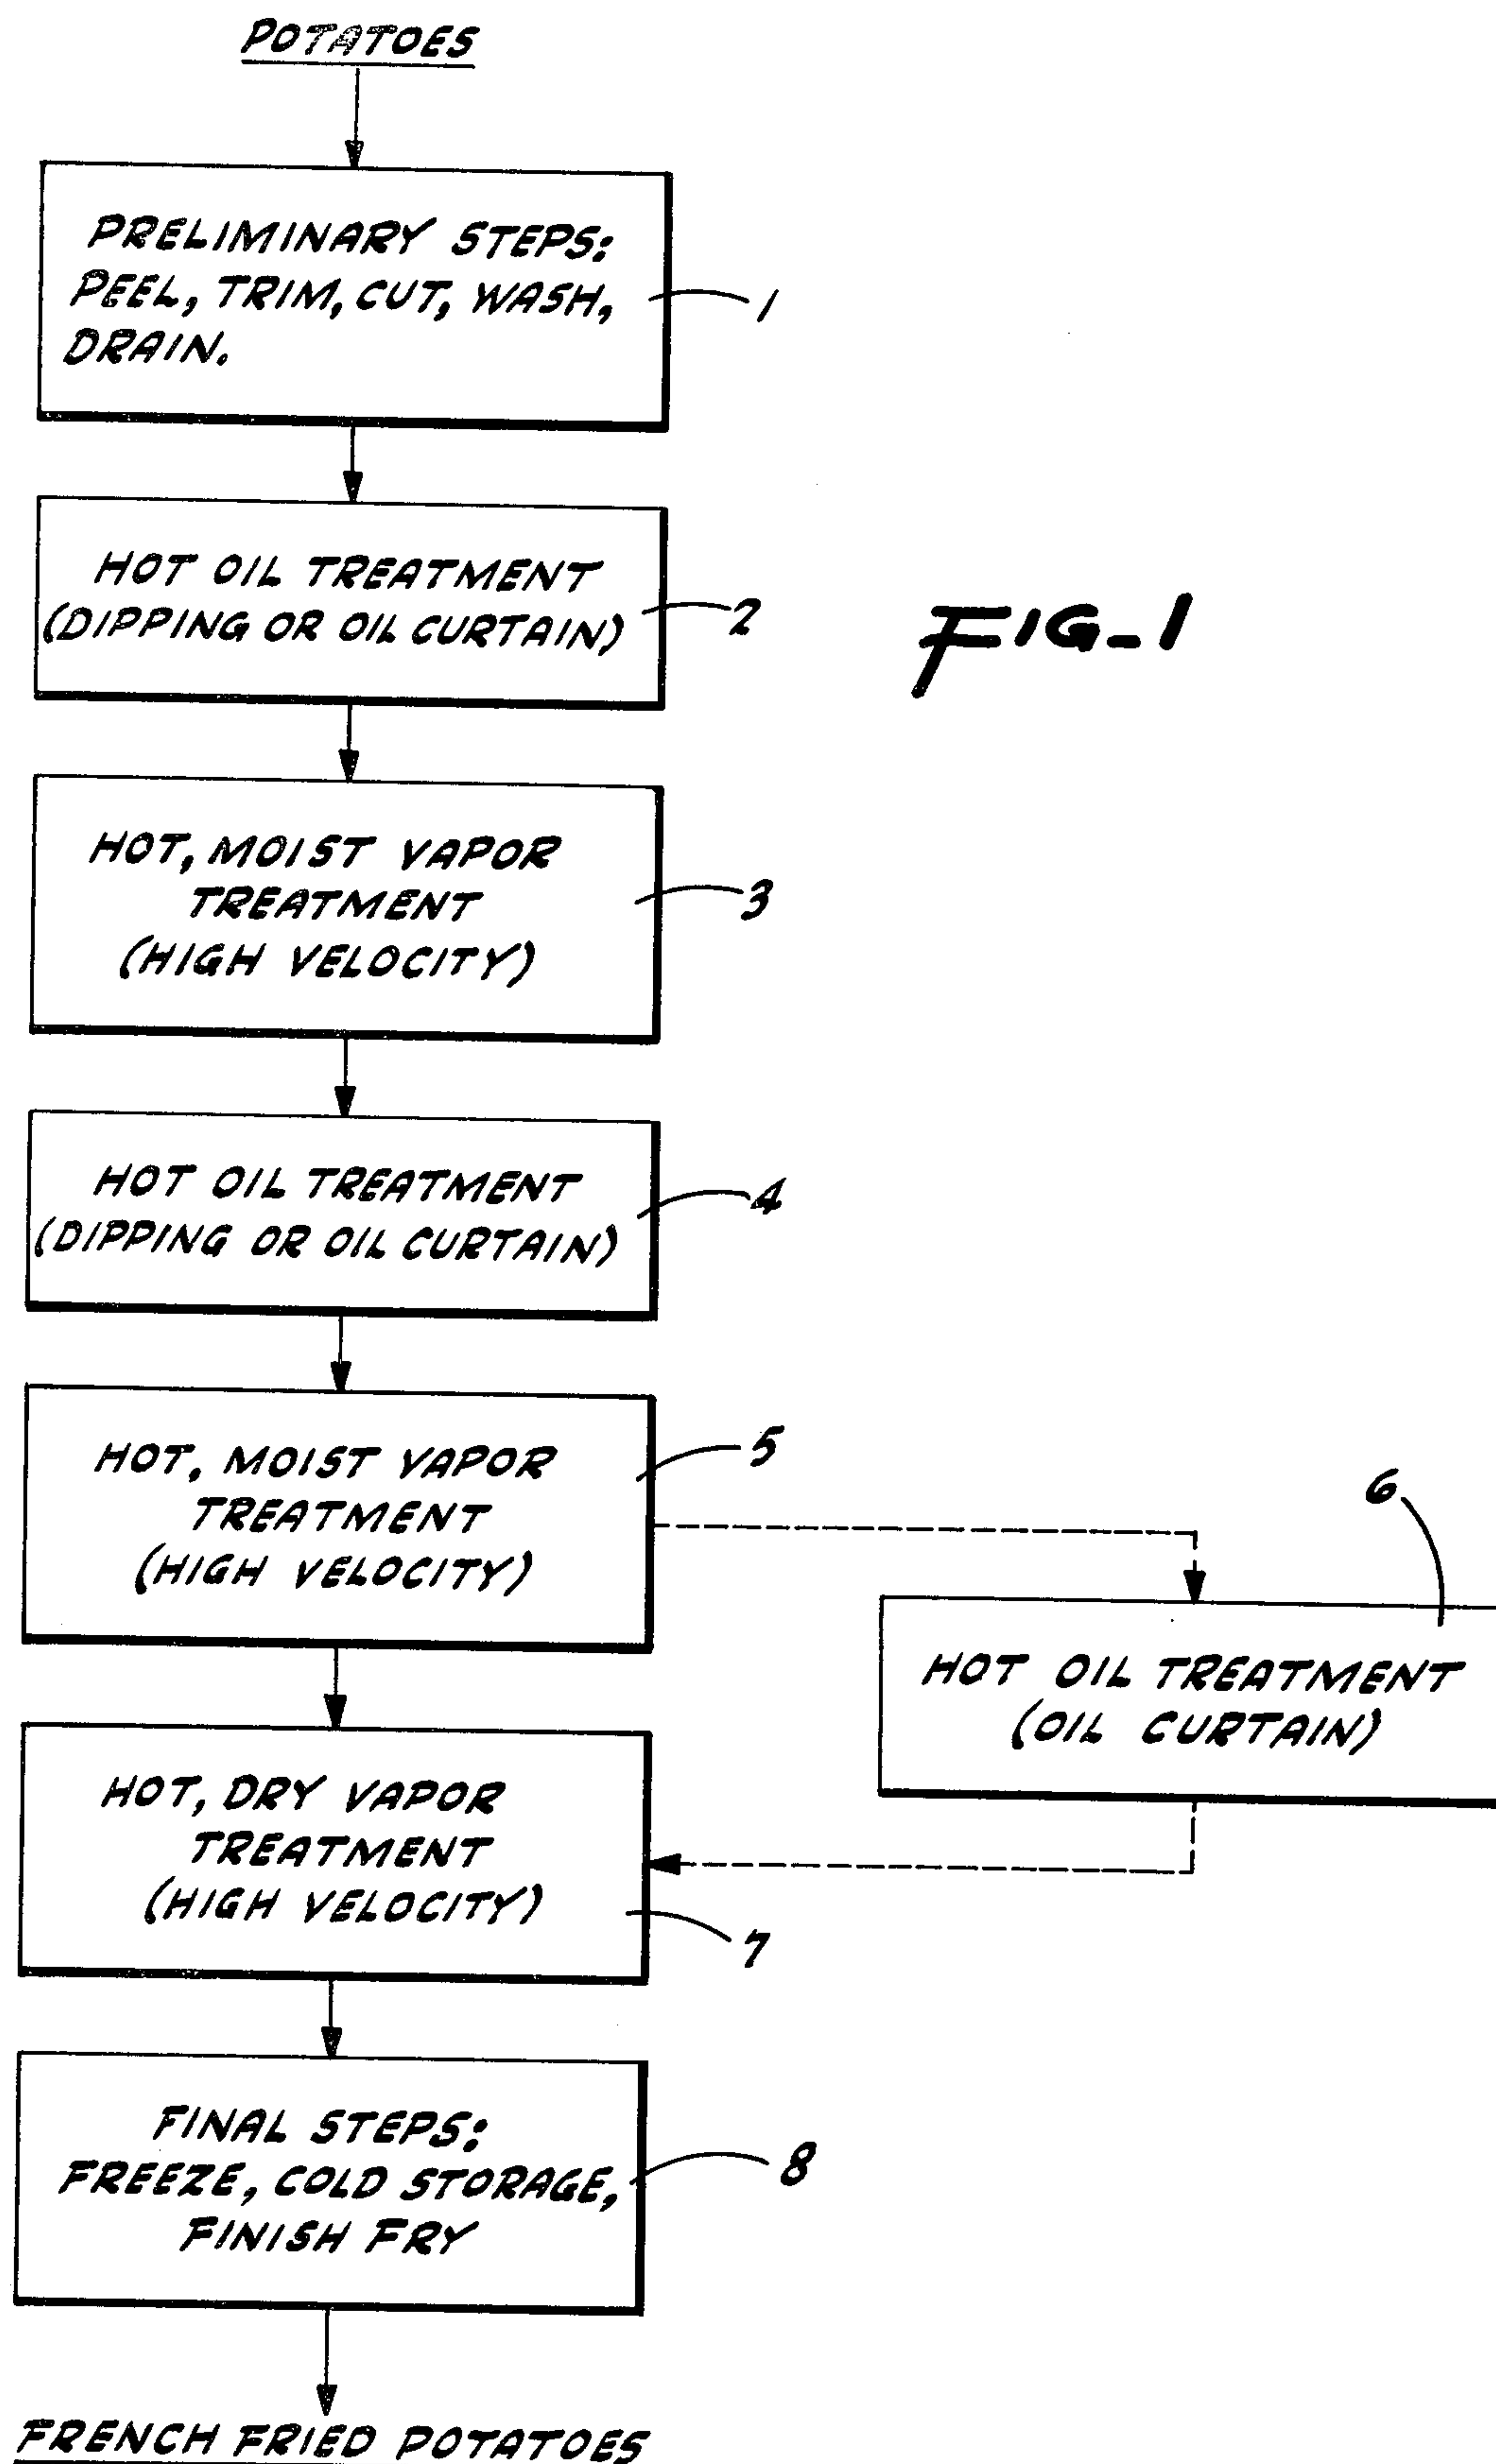 POTATOES
PRELIMINARY STEPS:
PEEL, TRIM, CUT, WASH,
DRAIN.
1
HOT OIL TREATMENT
(DIPPING OR OIL CURTAIN)
2
FIG_1
HOT, MOIST VAPOR
TREATMENT
(HIGH VELOCITY)
3
HOT OIL TREATMENT
(DIPPING OR OIL CURTAIN)
4
HOT, MOIST VAPOR
TREATMENT
(HIGH VELOCITY)
5
6
HOT OIL TREATMENT
(OIL CURTAIN)
HOT, DRY VAPOR
TREATMENT
(HIGH VELOCITY)
7
FINAL STEPS:
FREEZE, COLD STORAGE,
FINISH FRY
8
FRENCH FRIED POTATOES